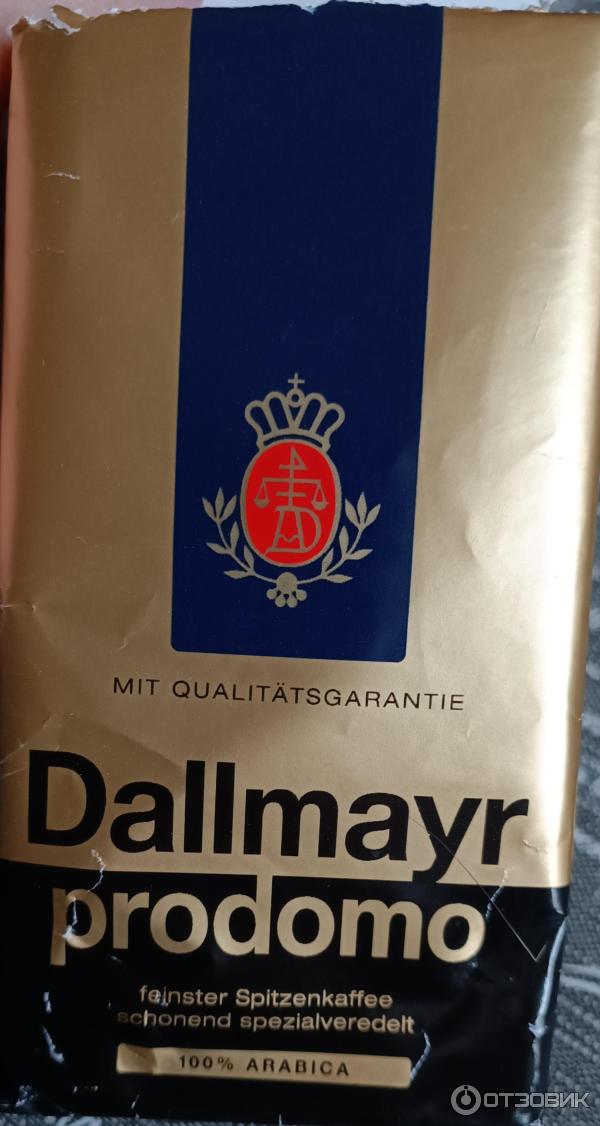 MIT QUALITÄTSGARANTIE
Dallmayr
prodomo
feinster Spitzenkaffee
schonend spezialveredelt
100% ARABICA
ОТЗОВИК